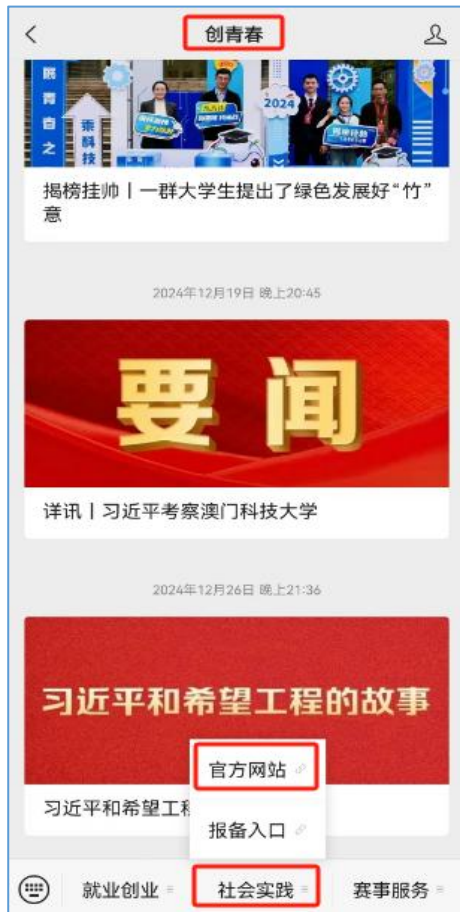 创青春
2024
揭榜挂帅丨一群大学生提出了绿色发展好“竹”
意
2024年12月19日 晚上20:45
要闻
详讯丨习近平考察澳门科技大学
2024年12月26日 晚上21:36
习近平和希望工程的故事
官方网站
习近平和希望工程
报备入口
就业创业
社会实践
赛事服务